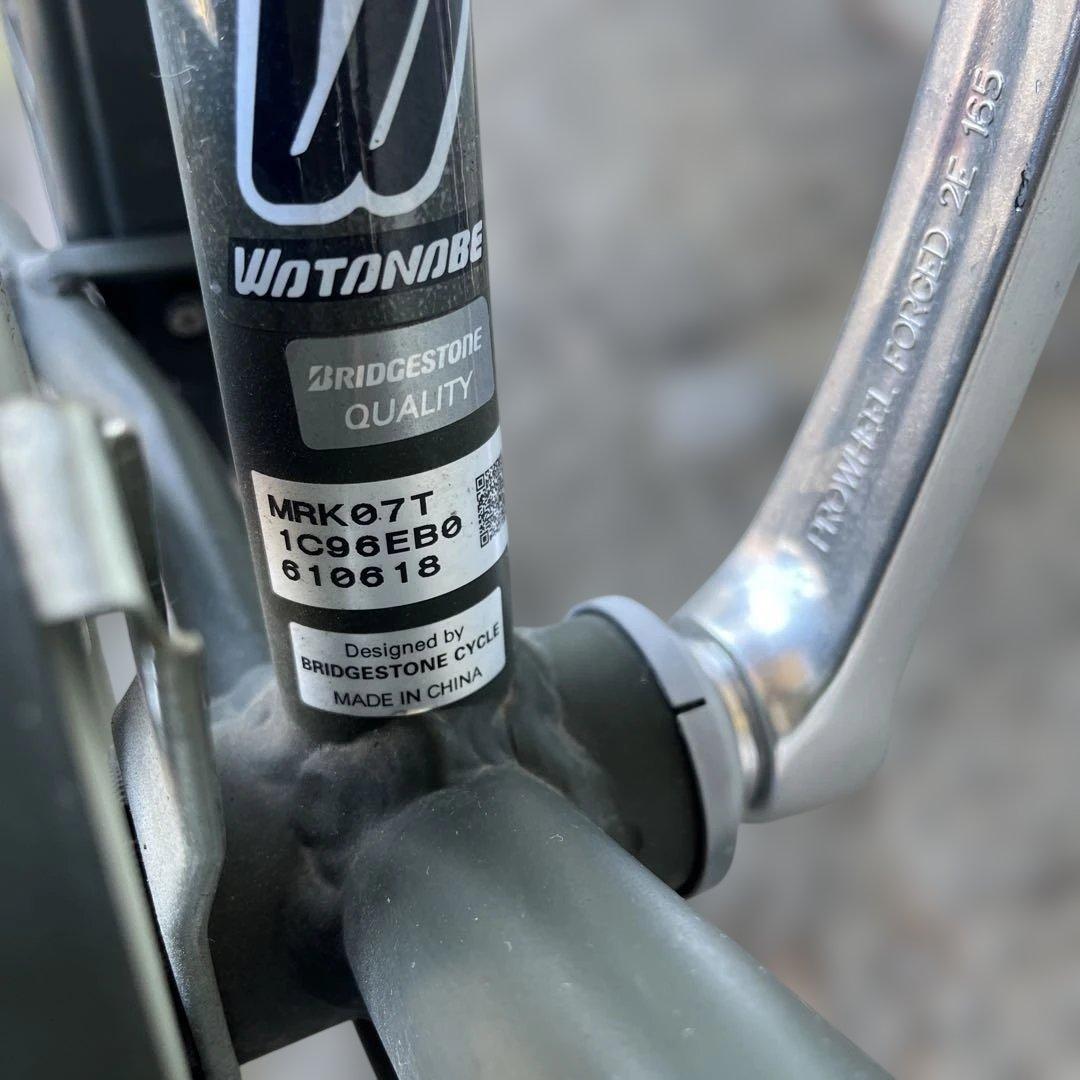 WATANABE
BRIDGESTONE
QUALITY
MRK07T
1C96EB0
610618
Designed by
BRIDGESTONE CYCLE
MADE IN CHINA
PROWHEEL FORGED 2E 165